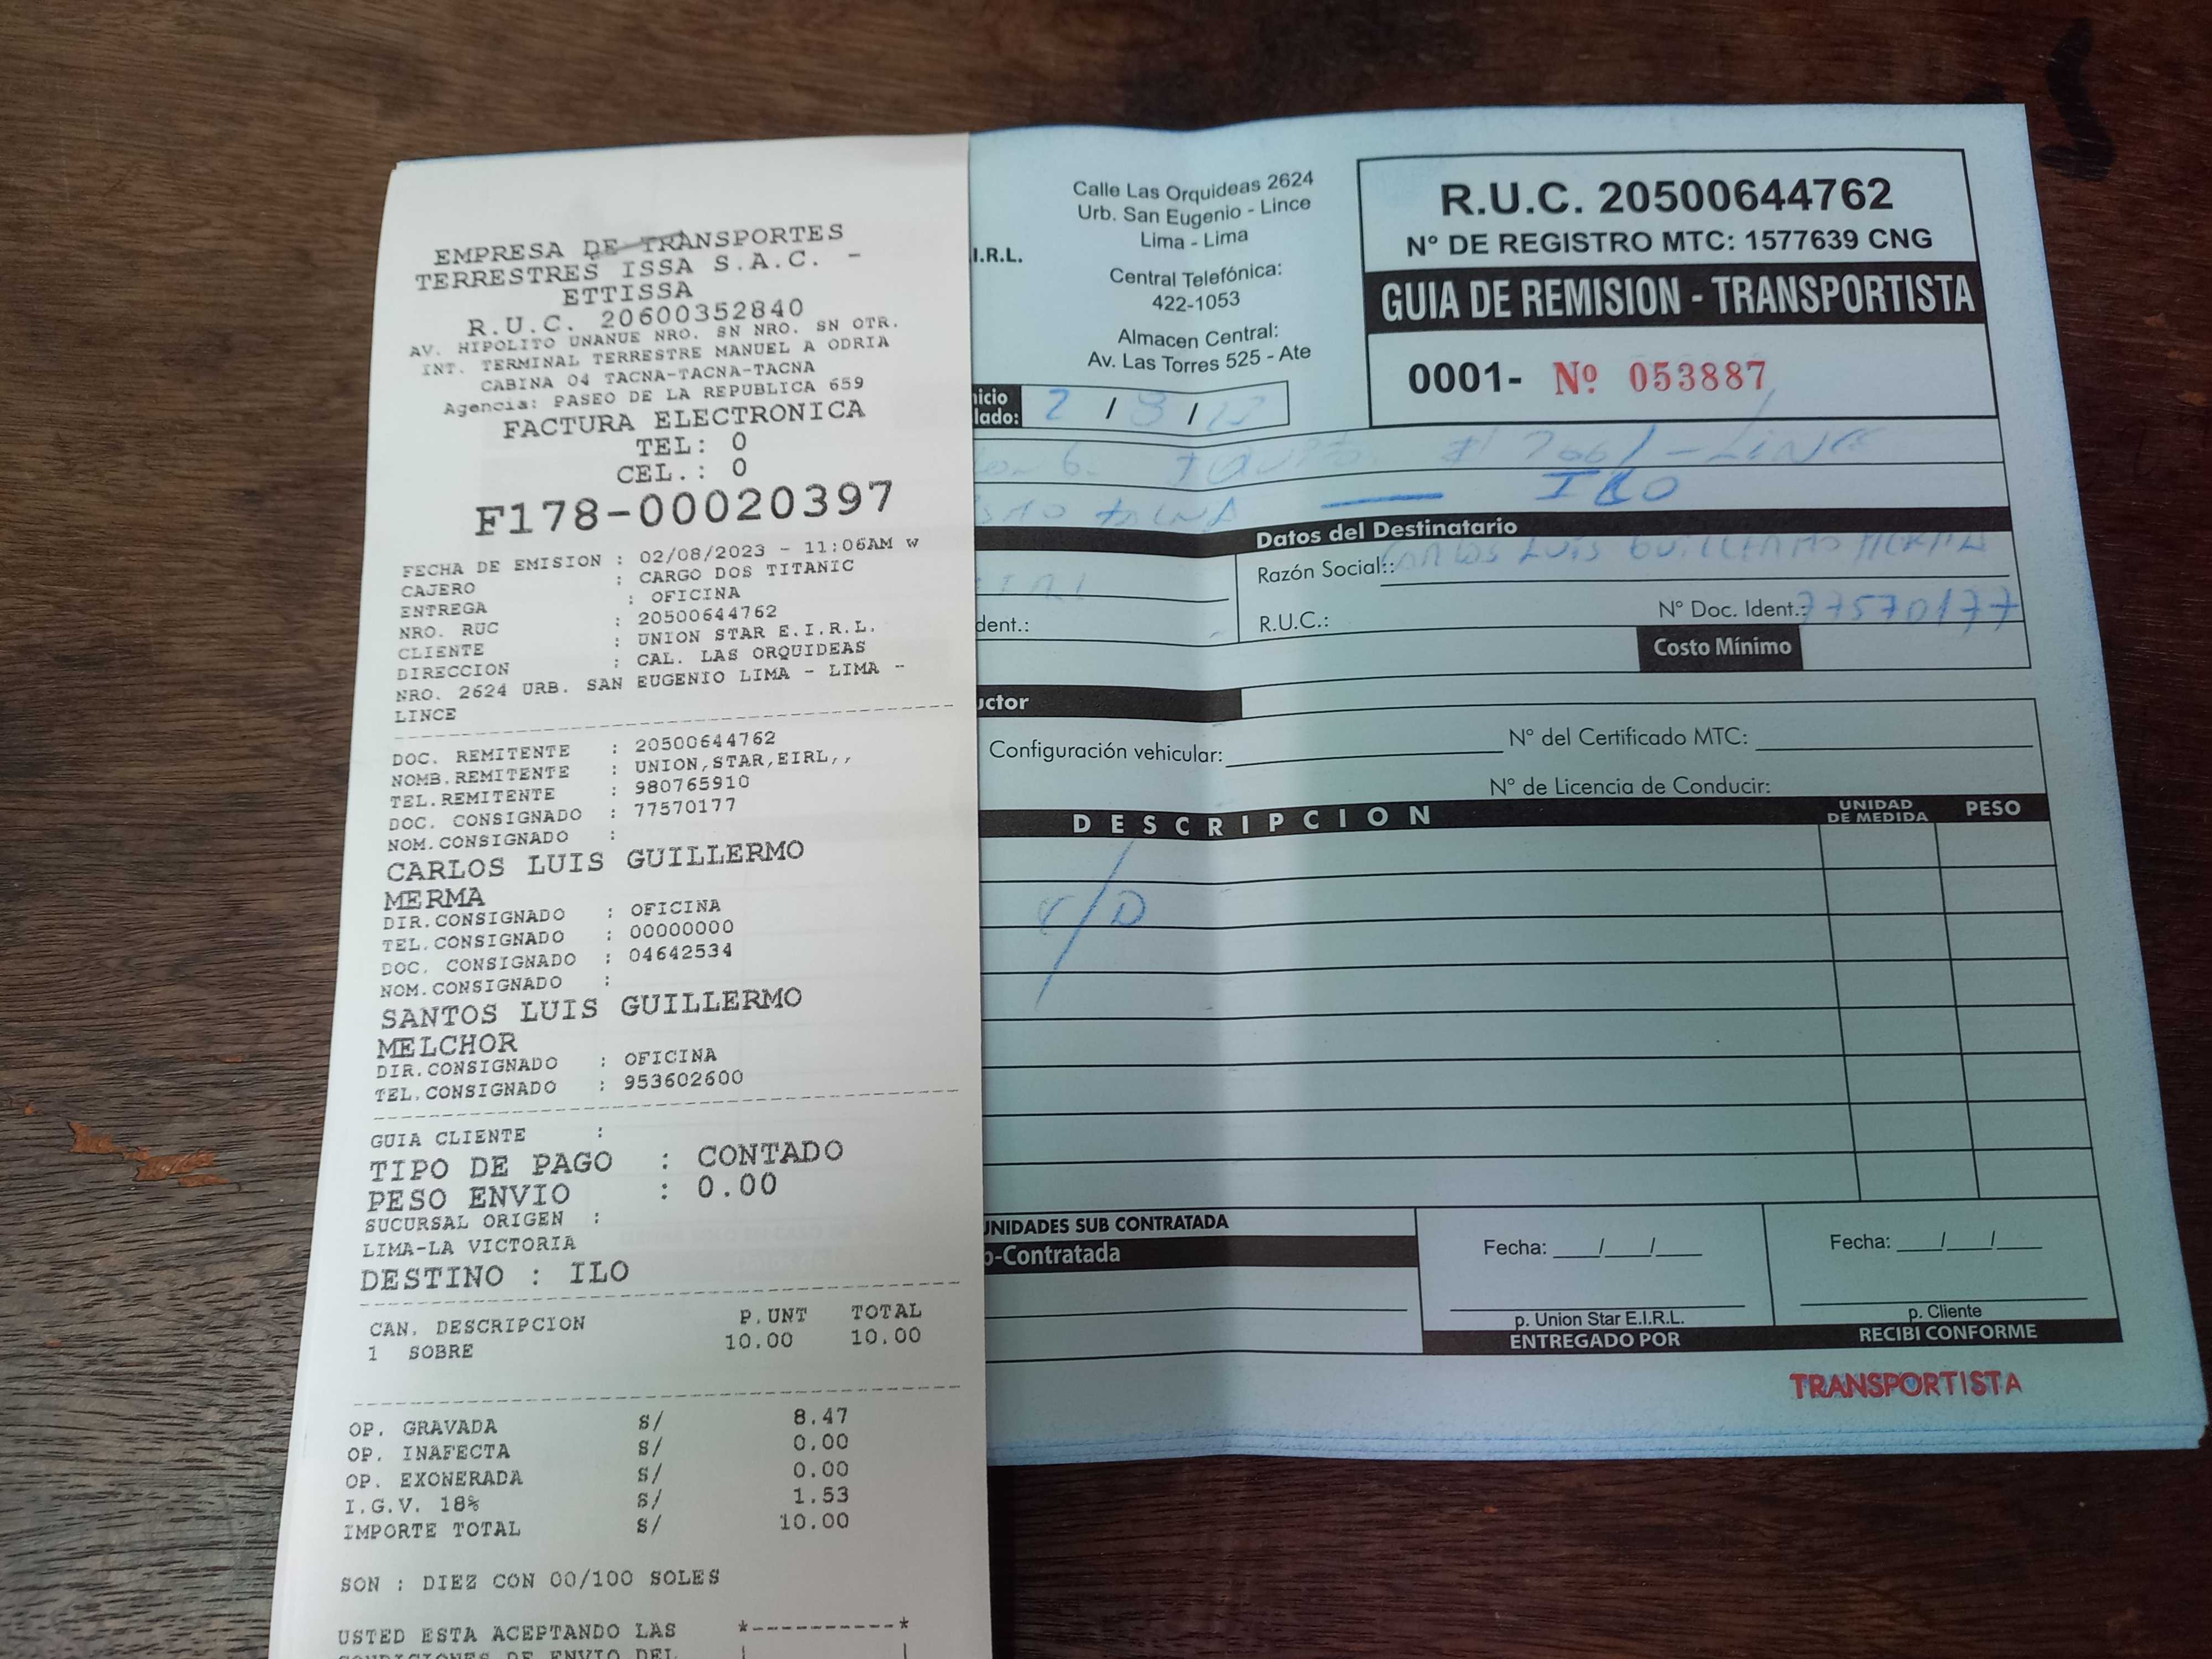 EMPRESA DE TRANSPORTES
TERRESTRES ISSA S.A.C. -
ETTISSA
R.U.C. 20600352840
AV. HIPOLITO UNANUE NRO. SN NRO. SN OTR.
INT. TERMINAL TERRESTRE MANUEL A ODRIA
CABINA 04 TACNA-TACNA-TACNA
Agencia: PASEO DE LA REPUBLICA 659
FACTURA ELECTRONICA
TEL: 0
CEL.: 0
F178-00020397
FECHA DE EMISION : 02/08/2023 - 11:06AM w
CAJERO : CARGO DOS TITANIC
ENTREGA : OFICINA
NRO. RUC : 20500644762
CLIENTE : UNION STAR E.I.R.L.
DIRECCION : CAL. LAS ORQUIDEAS
NRO. 2624 URB. SAN EUGENIO LIMA - LIMA -
LINCE
DOC. REMITENTE : 20500644762
NOMB.REMITENTE : UNION,STAR,EIRL,,
TEL.REMITENTE : 980765910
DOC. CONSIGNADO : 77570177
NOM.CONSIGNADO :
CARLOS LUIS GUILLERMO
MERMA
DIR.CONSIGNADO : OFICINA
TEL.CONSIGNADO : 00000000
DOC. CONSIGNADO : 04642534
NOM.CONSIGNADO :
SANTOS LUIS GUILLERMO
MELCHOR
DIR.CONSIGNADO : OFICINA
TEL.CONSIGNADO : 953602600
GUIA CLIENTE :
TIPO DE PAGO : CONTADO
PESO ENVIO : 0.00
SUCURSAL ORIGEN :
LIMA-LA VICTORIA
DESTINO : ILO
CAN. DESCRIPCION P.UNT TOTAL
1 SOBRE 10.00 10.00
OP. GRAVADA S/ 8.47
OP. INAFECTA S/ 0.00
OP. EXONERADA S/ 0.00
I.G.V. 18% S/ 1.53
IMPORTE TOTAL S/ 10.00
SON : DIEZ CON 00/100 SOLES
USTED ESTA ACEPTANDO LAS
CONDICIONES DE ENVIO DEL
I.R.L.
Calle Las Orquideas 2624
Urb. San Eugenio - Lince
Lima - Lima
Central Telefónica:
422-1053
Almacen Central:
Av. Las Torres 525 - Ate
R.U.C. 20500644762
N° DE REGISTRO MTC: 1577639 CNG
GUIA DE REMISION - TRANSPORTISTA
0001- Nº 053887
icio
lado: 2 / 8 /
ILO
Datos del Destinatario
Razón Social: CARLOS LUIS GUILLERMO MERMA
dent.:
R.U.C.: N° Doc. Ident.: 77570177
Costo Mínimo
uctor
Configuración vehicular: N° del Certificado MTC:
N° de Licencia de Conducir:
DESCRIPCION UNIDAD DE MEDIDA PESO
UNIDADES SUB CONTRATADA
b-Contratada
Fecha: / /
p. Union Star E.I.R.L.
ENTREGADO POR
Fecha: / /
p. Cliente
RECIBI CONFORME
TRANSPORTISTA